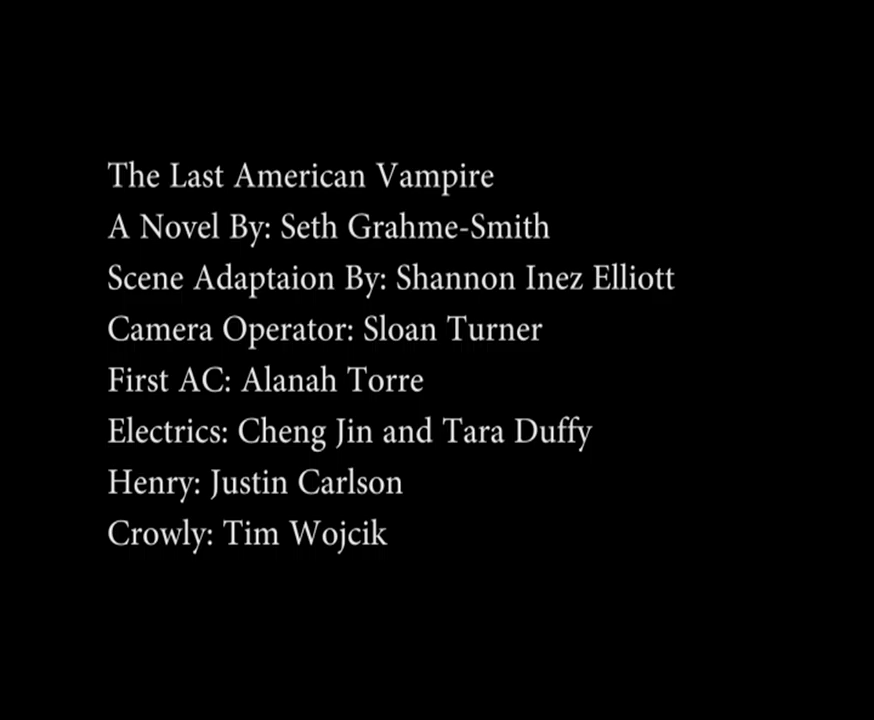 The Last American Vampire
A Novel By: Seth Grahme-Smith
Scene Adaptaion By: Shannon Inez Elliott
Camera Operator: Sloan Turner
First AC: Alanah Torre
Electrics: Cheng Jin and Tara Duffy
Henry: Justin Carlson
Crowly: Tim Wojcik